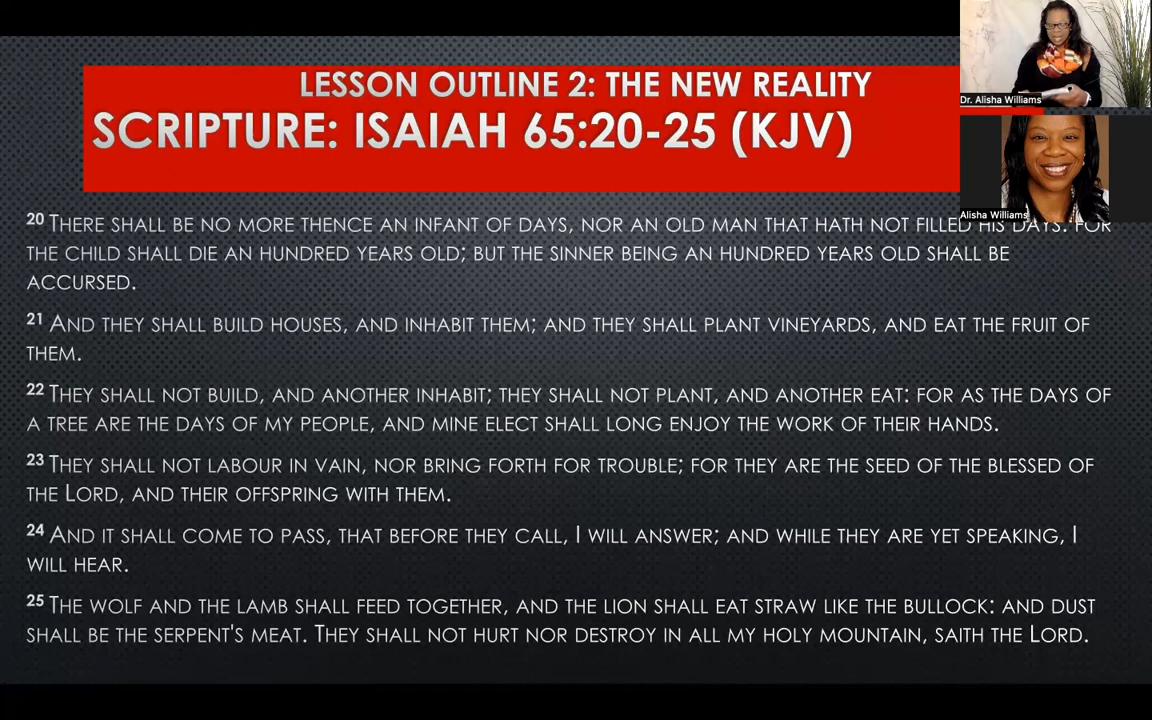 LESSON OUTLINE 2: THE NEW REALITY
SCRIPTURE: ISAIAH 65:20-25 (KJV)
Dr. Alisha Williams
Alisha Williams
20 THERE SHALL BE NO MORE THENCE AN INFANT OF DAYS, NOR AN OLD MAN THAT HATH NOT FILLED HIS DAYS: FOR
THE CHILD SHALL DIE AN HUNDRED YEARS OLD; BUT THE SINNER BEING AN HUNDRED YEARS OLD SHALL BE
ACCURSED.
21 AND THEY SHALL BUILD HOUSES, AND INHABIT THEM; AND THEY SHALL PLANT VINEYARDS, AND EAT THE FRUIT OF
THEM.
22 THEY SHALL NOT BUILD, AND ANOTHER INHABIT; THEY SHALL NOT PLANT, AND ANOTHER EAT: FOR AS THE DAYS OF
A TREE ARE THE DAYS OF MY PEOPLE, AND MINE ELECT SHALL LONG ENJOY THE WORK OF THEIR HANDS.
23 THEY SHALL NOT LABOUR IN VAIN, NOR BRING FORTH FOR TROUBLE; FOR THEY ARE THE SEED OF THE BLESSED OF
THE LORD, AND THEIR OFFSPRING WITH THEM.
24 AND IT SHALL COME TO PASS, THAT BEFORE THEY CALL, I WILL ANSWER; AND WHILE THEY ARE YET SPEAKING, I
WILL HEAR.
25 THE WOLF AND THE LAMB SHALL FEED TOGETHER, AND THE LION SHALL EAT STRAW LIKE THE BULLOCK: AND DUST
SHALL BE THE SERPENT'S MEAT. THEY SHALL NOT HURT NOR DESTROY IN ALL MY HOLY MOUNTAIN, SAITH THE LORD.